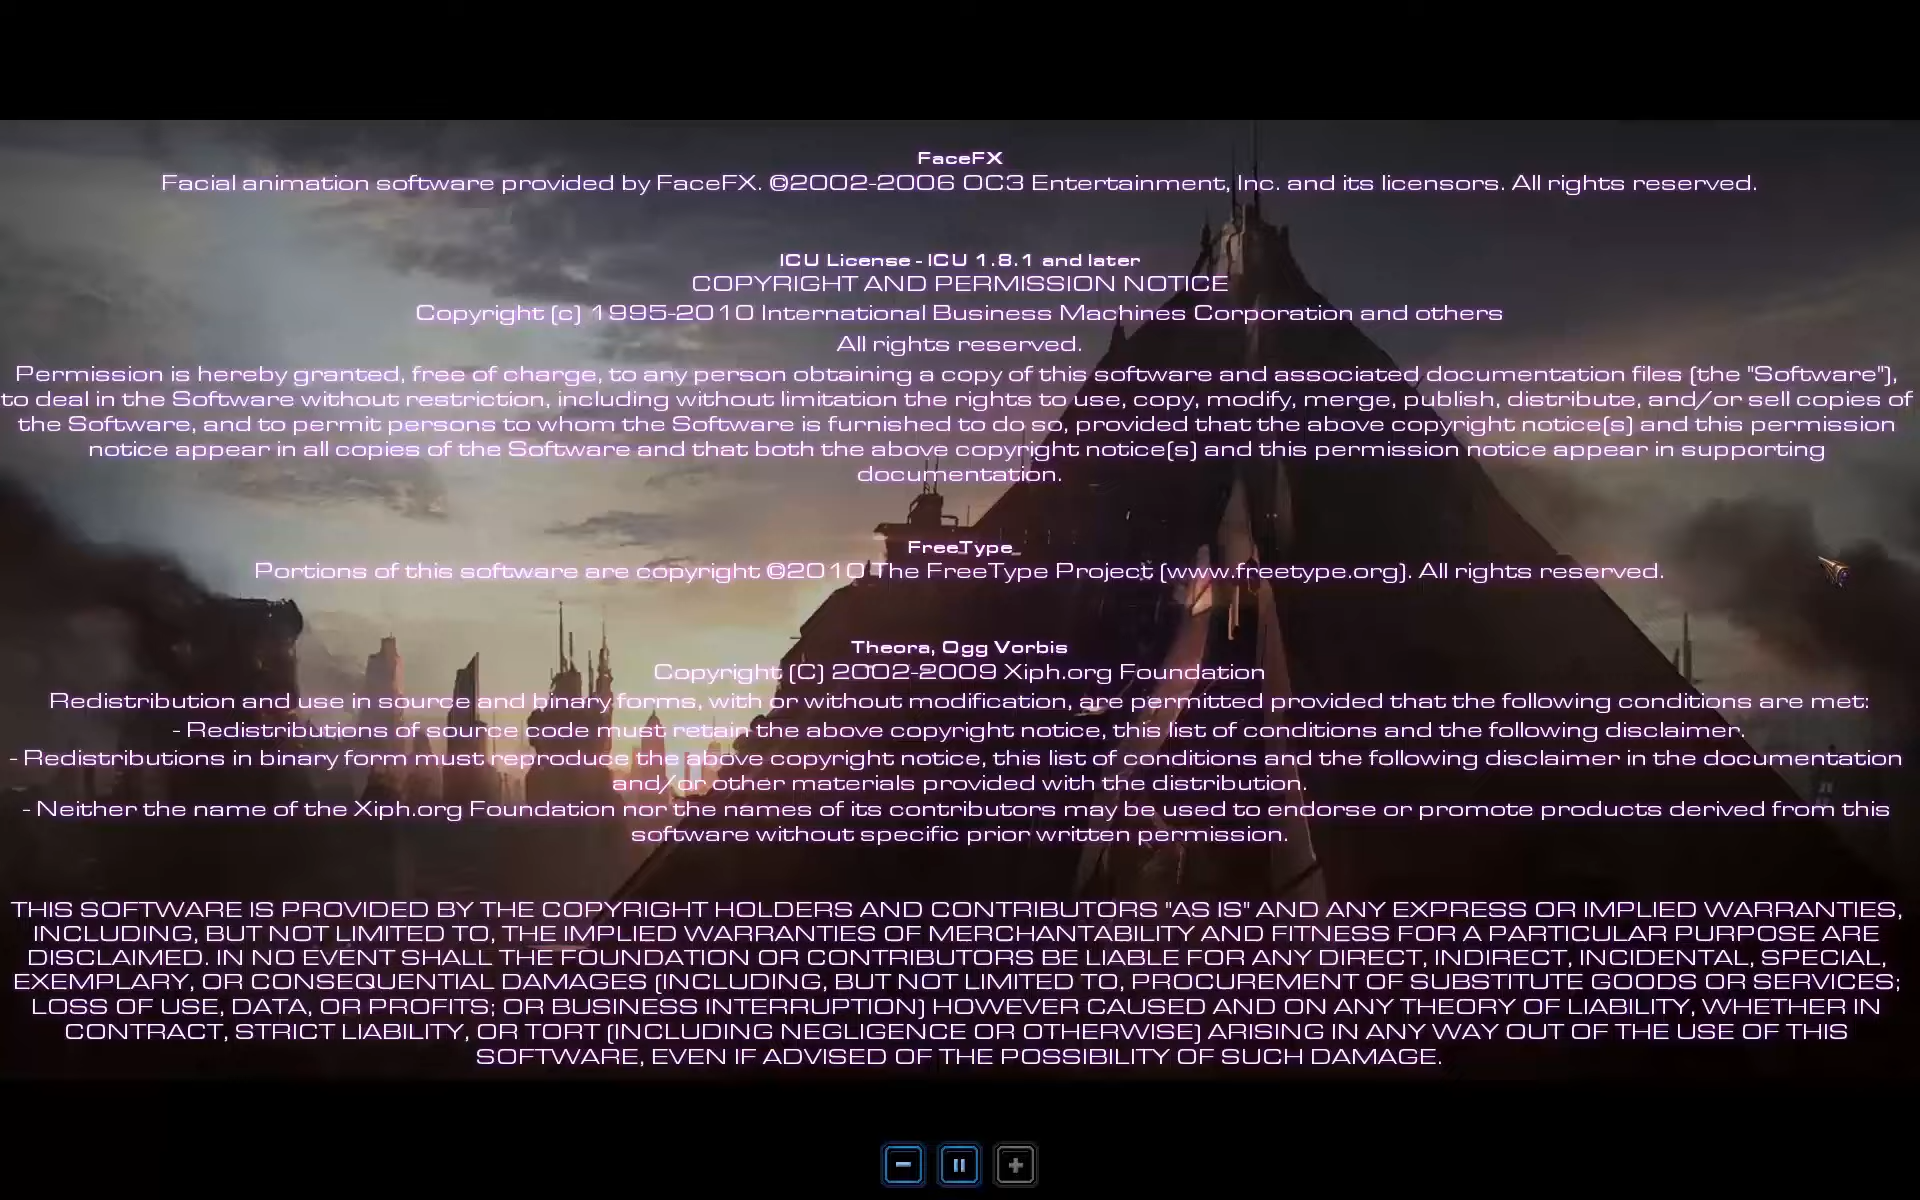 FaceFX
Facial animation software provided by FaceFX. ©2002-2006 OC3 Entertainment, Inc. and its licensors. All rights reserved.
ICU License - ICU 1.8.1 and later
COPYRIGHT AND PERMISSION NOTICE
Copyright (c) 1995-2010 International Business Machines Corporation and others
All rights reserved.
Permission is hereby granted, free of charge, to any person obtaining a copy of this software and associated documentation files (the "Software"),
to deal in the Software without restriction, including without limitation the rights to use, copy, modify, merge, publish, distribute, and/or sell copies of
the Software, and to permit persons to whom the Software is furnished to do so, provided that the above copyright notice(s) and this permission
notice appear in all copies of the Software and that both the above copyright notice(s) and this permission notice appear in supporting
documentation.
FreeType
Portions of this software are copyright ©2010 The FreeType Project (www.freetype.org). All rights reserved.
Theora, Ogg Vorbis
Copyright (C) 2002-2009 Xiph.org Foundation
Redistribution and use in source and binary forms, with or without modification, are permitted provided that the following conditions are met:
- Redistributions of source code must retain the above copyright notice, this list of conditions and the following disclaimer.
- Redistributions in binary form must reproduce the above copyright notice, this list of conditions and the following disclaimer in the documentation
and/or other materials provided with the distribution.
- Neither the name of the Xiph.org Foundation nor the names of its contributors may be used to endorse or promote products derived from this
software without specific prior written permission.
THIS SOFTWARE IS PROVIDED BY THE COPYRIGHT HOLDERS AND CONTRIBUTORS "AS IS" AND ANY EXPRESS OR IMPLIED WARRANTIES,
INCLUDING, BUT NOT LIMITED TO, THE IMPLIED WARRANTIES OF MERCHANTABILITY AND FITNESS FOR A PARTICULAR PURPOSE ARE
DISCLAIMED. IN NO EVENT SHALL THE FOUNDATION OR CONTRIBUTORS BE LIABLE FOR ANY DIRECT, INDIRECT, INCIDENTAL, SPECIAL,
EXEMPLARY, OR CONSEQUENTIAL DAMAGES (INCLUDING, BUT NOT LIMITED TO, PROCUREMENT OF SUBSTITUTE GOODS OR SERVICES;
LOSS OF USE, DATA, OR PROFITS; OR BUSINESS INTERRUPTION) HOWEVER CAUSED AND ON ANY THEORY OF LIABILITY, WHETHER IN
CONTRACT, STRICT LIABILITY, OR TORT (INCLUDING NEGLIGENCE OR OTHERWISE) ARISING IN ANY WAY OUT OF THE USE OF THIS
SOFTWARE, EVEN IF ADVISED OF THE POSSIBILITY OF SUCH DAMAGE.